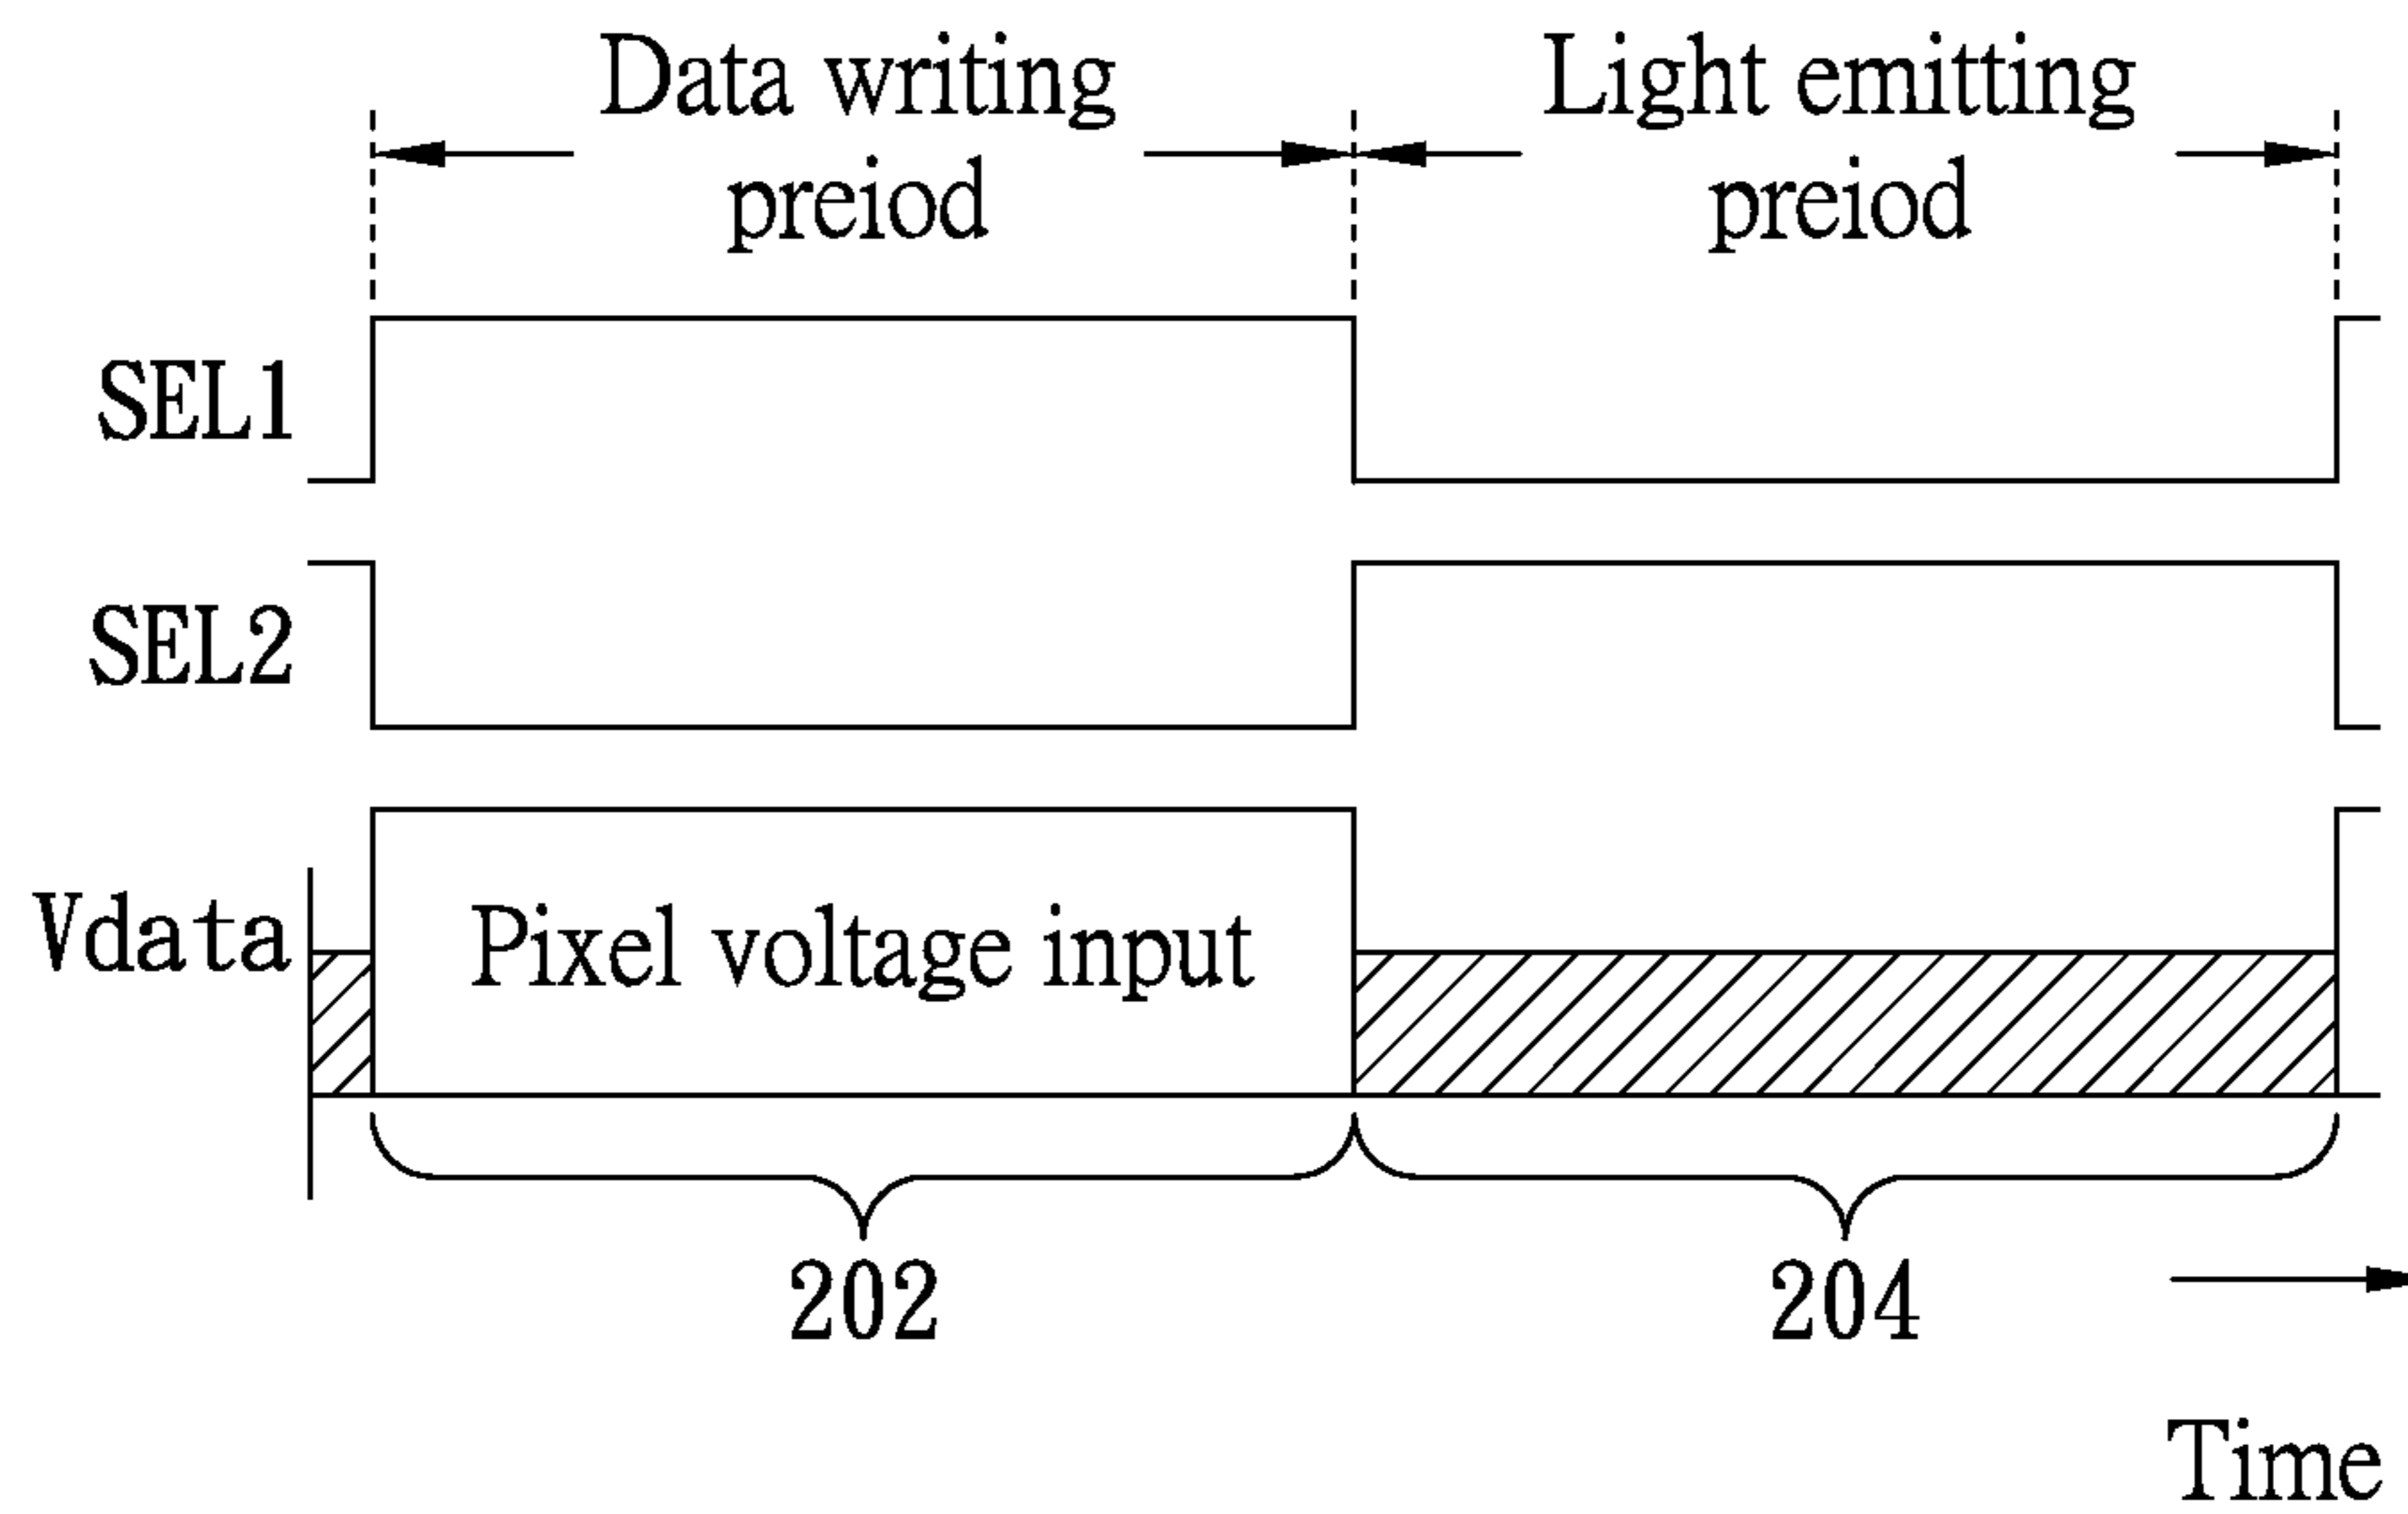 Data writing
preiod
Light emitting
preiod
SEL1
SEL2
Vdata
Pixel voltage input
202
204
Time